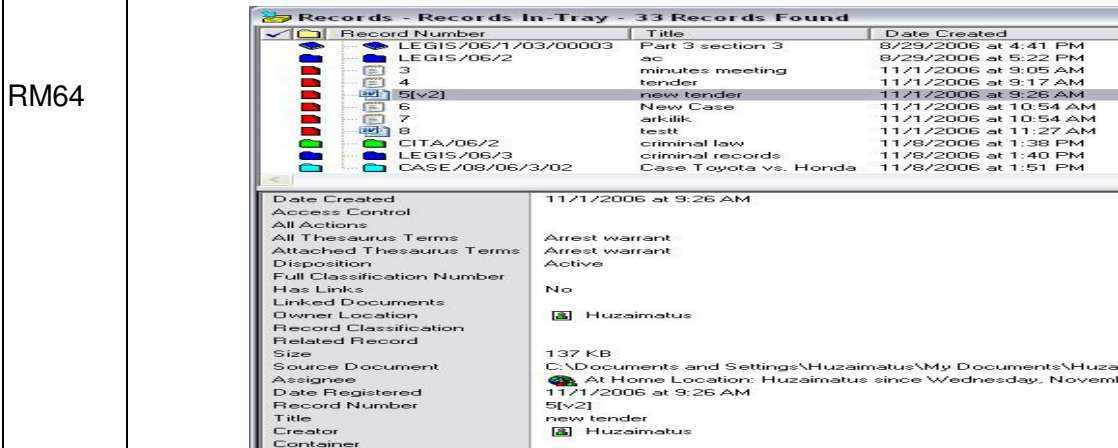 RM64
Records - Records In-Tray - 33 Records Found
Record Number Title Date Created
LEGIS/06/1/03/00003 Part 3 section 3 8/29/2006 at 4:41 PM
LEGIS/06/2 ac 8/29/2006 at 5:22 PM
3 minutes meeting 11/1/2006 at 9:05 AM
4 tender 11/1/2006 at 9:17 AM
5[v2] new tender 11/1/2006 at 9:26 AM
6 New Case 11/1/2006 at 10:54 AM
7 arkilik 11/1/2006 at 10:54 AM
8 testt 11/1/2006 at 11:27 AM
CITA/06/2 criminal law 11/8/2006 at 1:38 PM
LEGIS/06/3 criminal records 11/8/2006 at 1:40 PM
CASE/08/06/3/02 Case Toyota vs. Honda 11/8/2006 at 1:51 PM
Date Created 11/1/2006 at 9:26 AM
Access Control
All Actions
All Thesaurus Terms Arrest warrant
Attached Thesaurus Terms Arrest warrant
Disposition Active
Full Classification Number
Has Links No
Linked Documents
Owner Location Huzaimatus
Record Classification
Related Record
Size 137 KB
Source Document C:\Documents and Settings\Huzaimatus\My Documents\Huza
Assignee At Home Location: Huzaimatus since Wednesday, Novem
Date Registered 11/1/2006 at 9:26 AM
Record Number 5[v2]
Title new tender
Creator Huzaimatus
Container